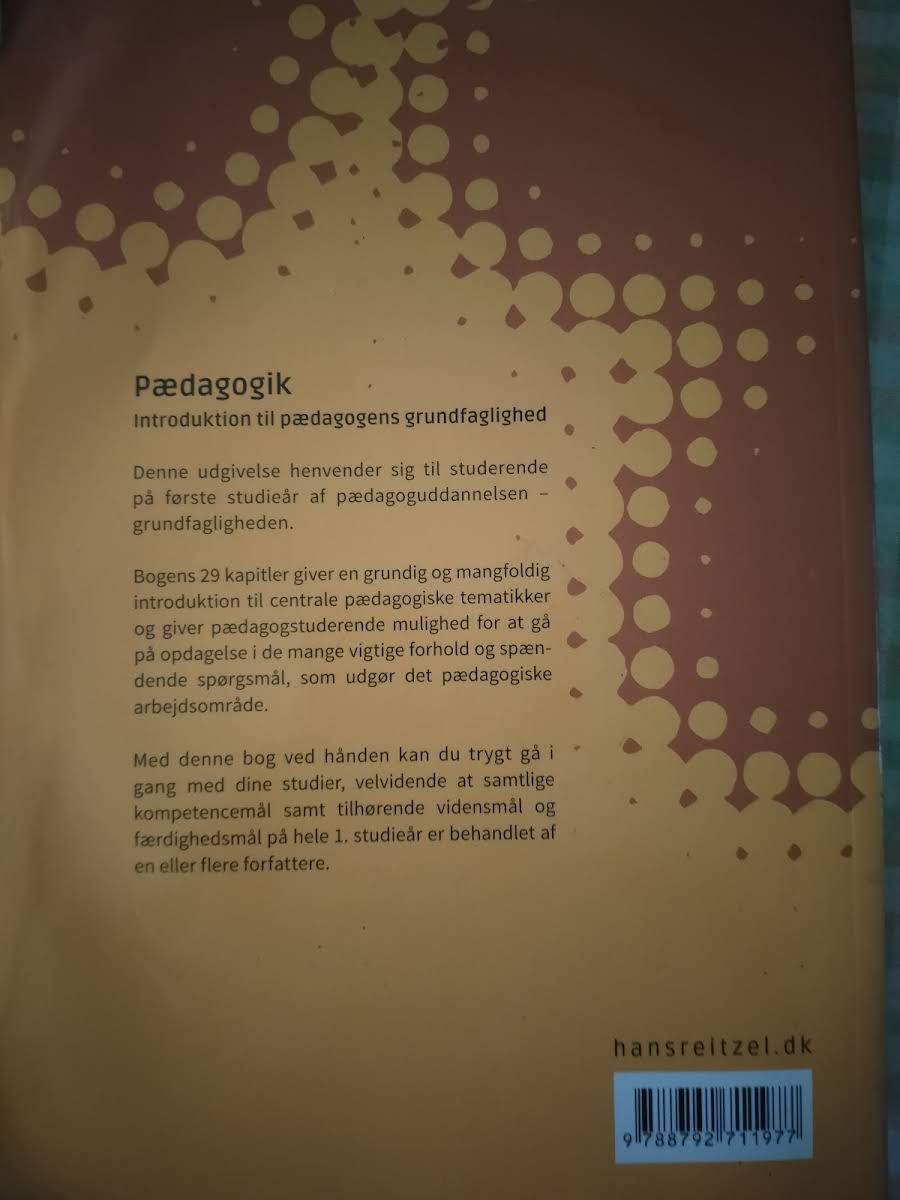 Pædagogik
Introduktion til pædagogens grundfaglighed
Denne udgivelse henvender sig til studerende
på første studieår af pædagoguddannelsen –
grundfagligheden.
Bogens 29 kapitler giver en grundig og mangfoldig
introduktion til centrale pædagogiske tematikker
og giver pædagogstuderende mulighed for at gå
på opdagelse i de mange vigtige forhold og spæn-
dende spørgsmål, som udgør det pædagogiske
arbejdsområde.
Med denne bog ved hånden kan du trygt gå i
gang med dine studier, velvidende at samtlige
kompetencemål samt tilhørende vidensmål og
færdighedsmål på hele 1. studieår er behandlet af
en eller flere forfattere.
hansreitzel.dk
9 788792 711977